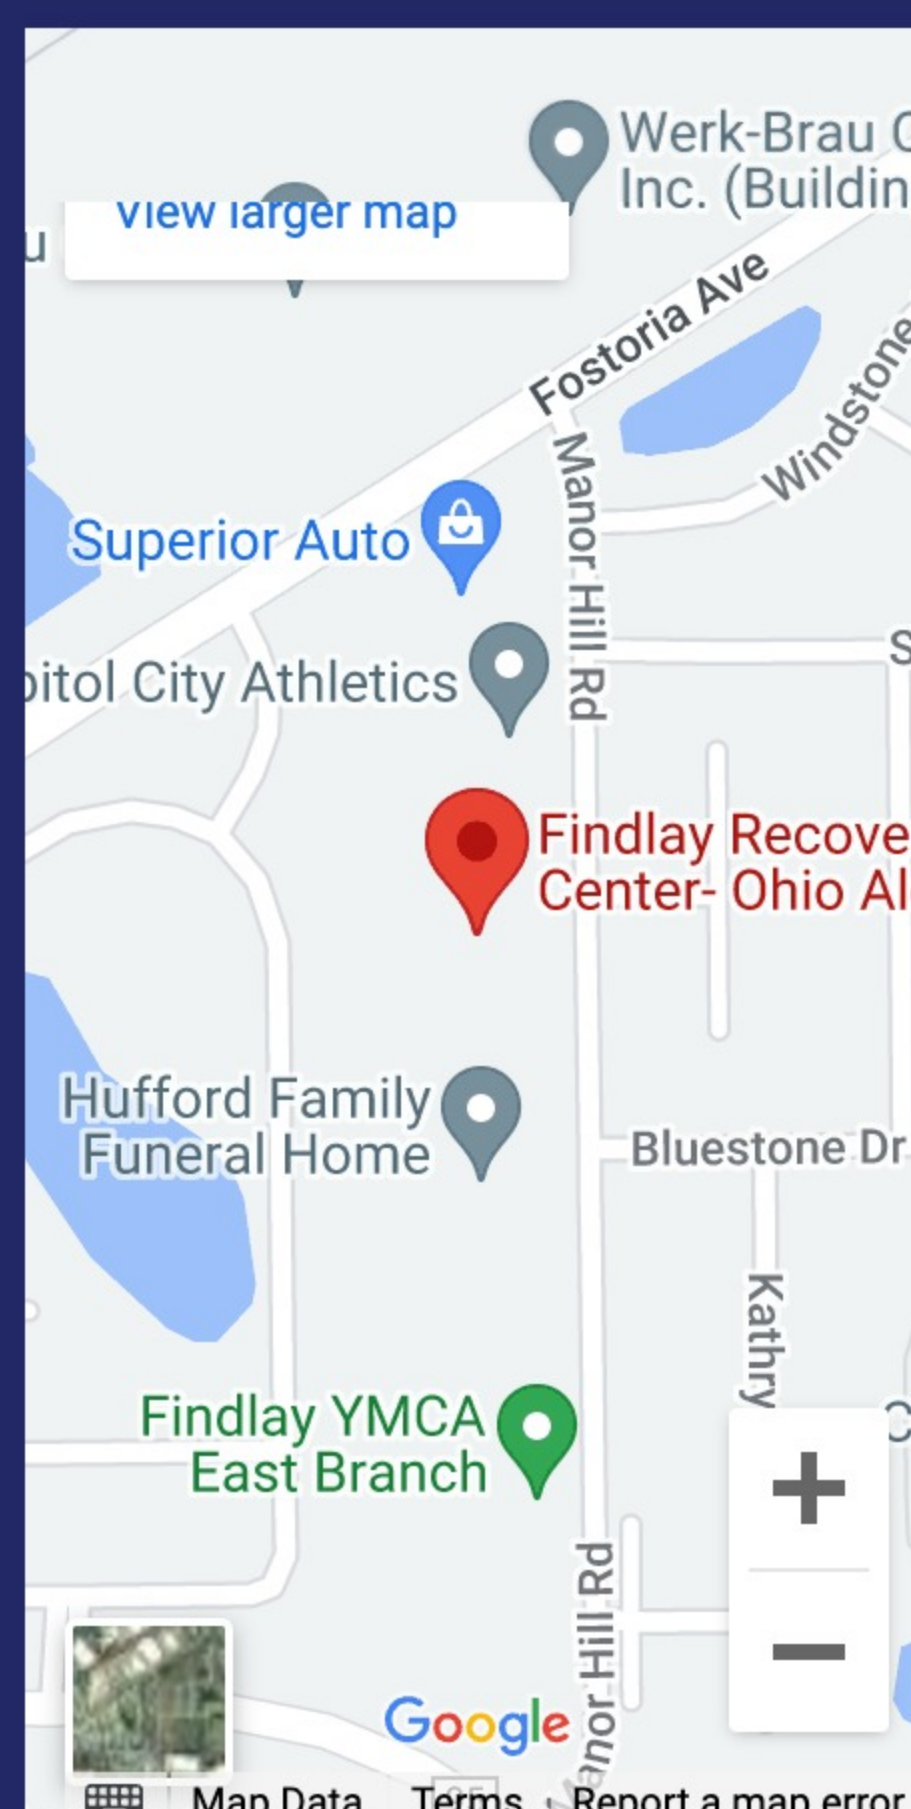 Werk-Brau C
Inc. (Buildin
View larger map
u
Fostoria Ave
Windstone
Manor Hill Rd
Superior Auto
S
pitol City Athletics
Findlay Recove
Center- Ohio Al
Hufford Family
Funeral Home
Bluestone Dr
Kathry
Findlay YMCA
East Branch
C
Manor Hill Rd
Google
Map Data
Terms
Report a map error